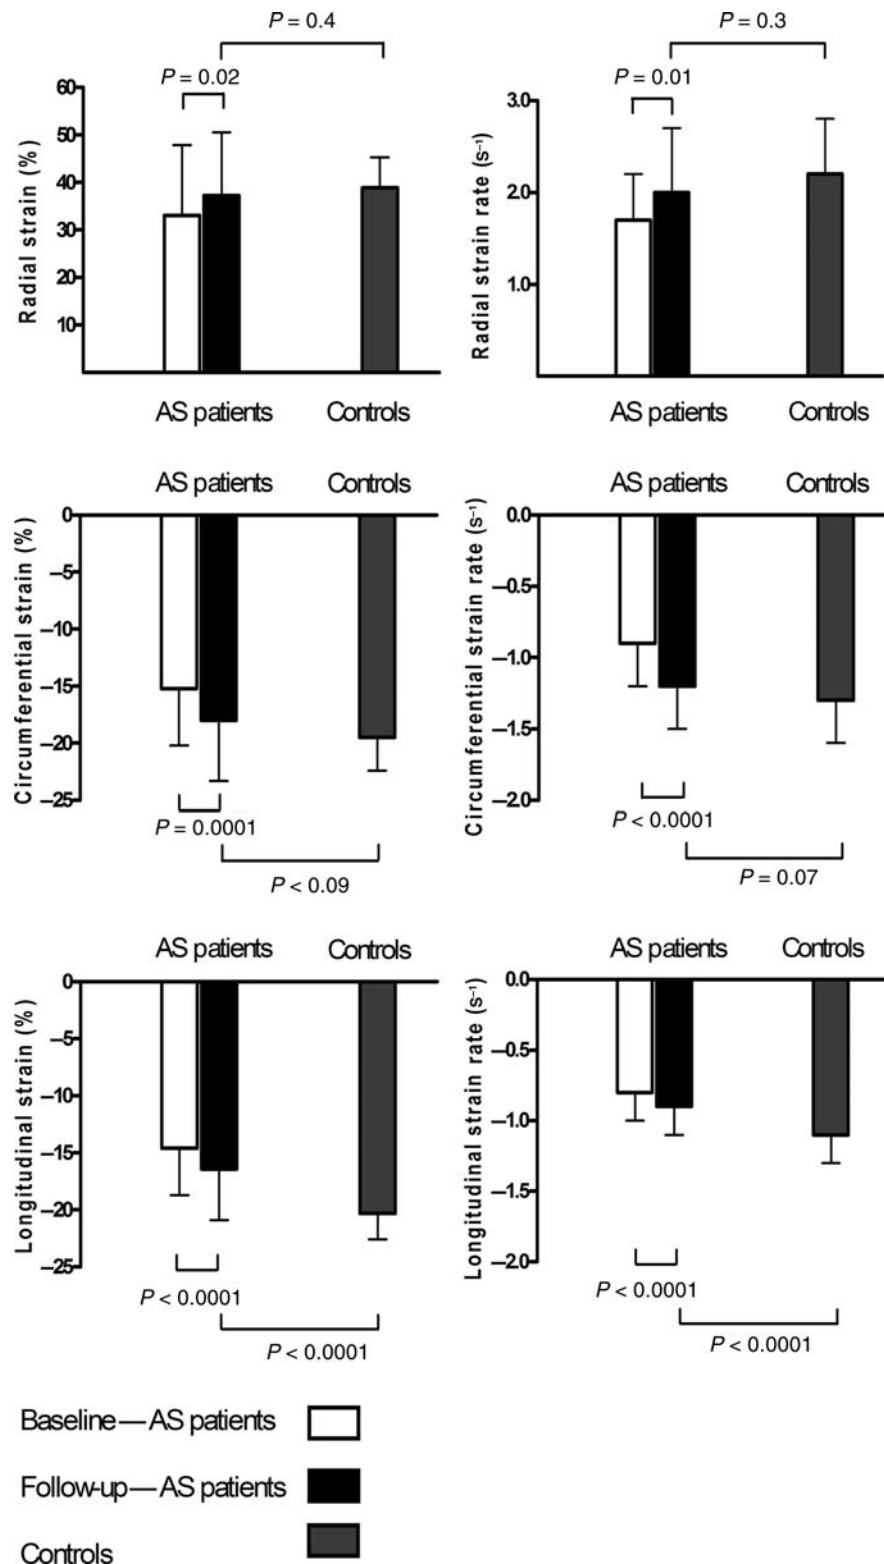 P = 0.4
P = 0.02
60
50
40
30
20
10
Radial strain (%)
AS patients
Controls
P = 0.3
P = 0.01
3.0
2.0
1.0
Radial strain rate (s⁻¹)
AS patients
Controls
AS patients
Controls
0
–5
–10
–15
–20
–25
Circumferential strain (%)
P = 0.0001
P < 0.09
AS patients
Controls
0.0
–0.5
–1.0
–1.5
–2.0
Circumferential strain rate (s⁻¹)
P < 0.0001
P = 0.07
AS patients
Controls
0
–5
–10
–15
–20
–25
Longitudinal strain (%)
P < 0.0001
P < 0.0001
AS patients
Controls
0.0
–0.5
–1.0
–1.5
–2.0
Longitudinal strain rate (s⁻¹)
P < 0.0001
P < 0.0001
Baseline — AS patients
Follow-up — AS patients
Controls